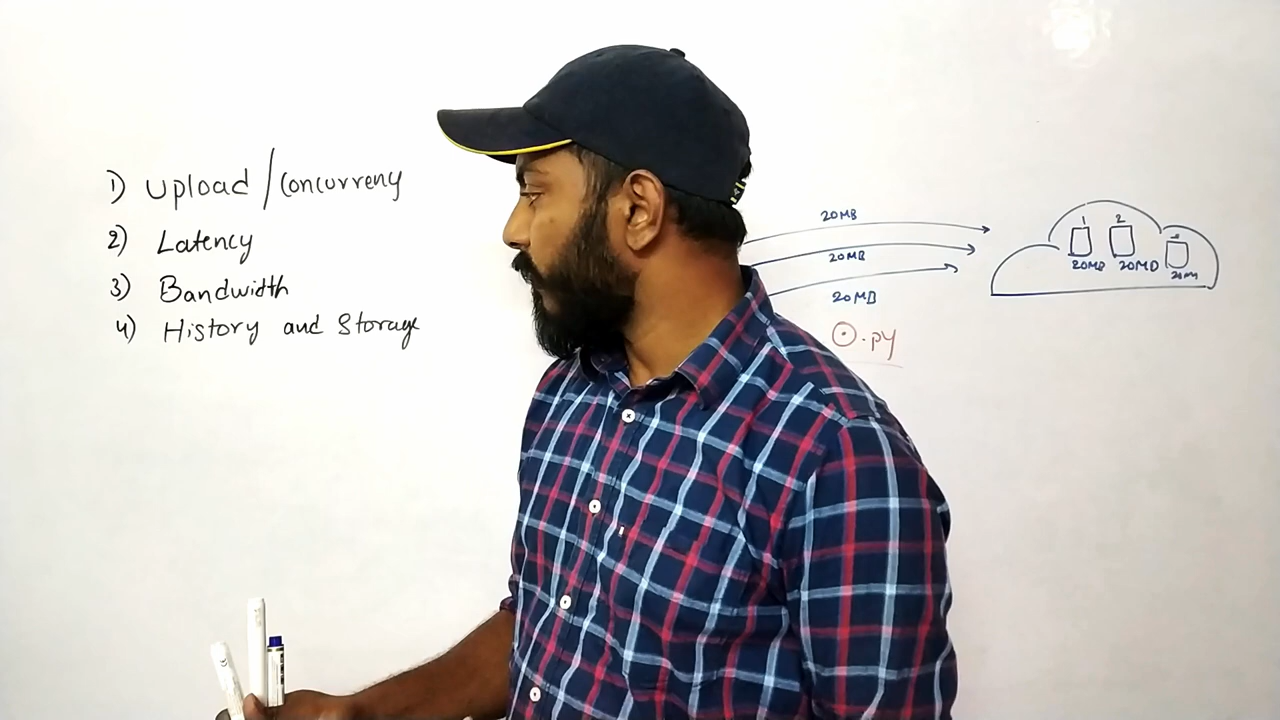 1) Upload / Concurrency
2) Latency
3) Bandwidth
4) History and Storage
20MB
20MB
20MB
.py
1 2
20MB 20MB